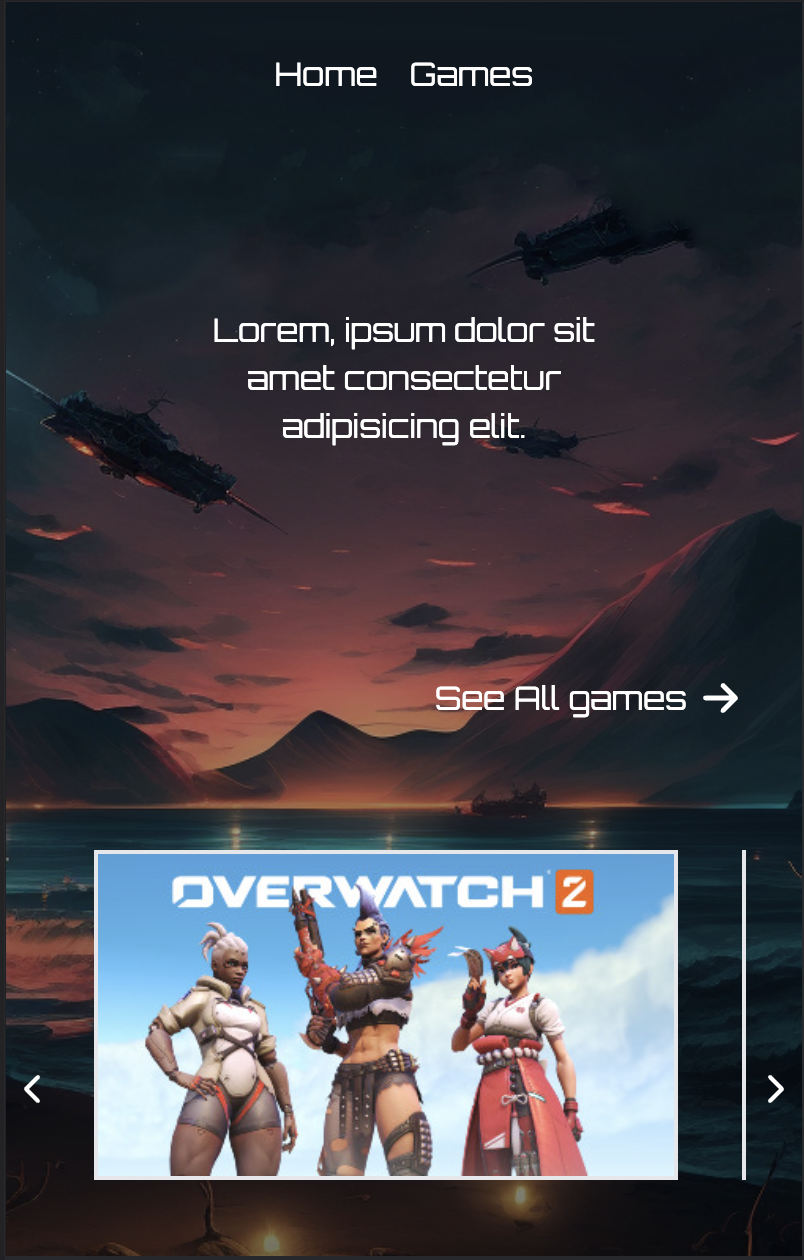 Home Games
Lorem, ipsum dolor sit
amet consectetur
adipisicing elit.
See All games
OVERWATCH 2